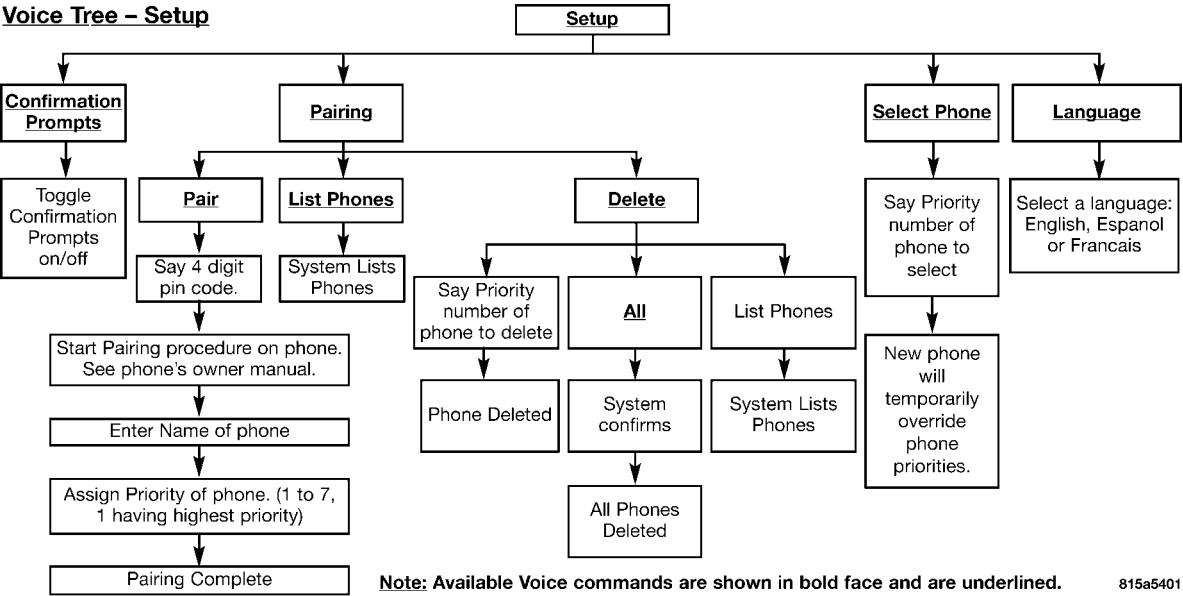 Voice Tree – Setup
Setup
Confirmation
Prompts
Pairing
Select Phone
Language
Toggle
Confirmation
Prompts
on/off
Pair
List Phones
Delete
Say Priority
number of
phone to
select
Select a language:
English, Espanol
or Francais
Say 4 digit
pin code.
System Lists
Phones
Say Priority
number of
phone to delete
All
List Phones
Start Pairing procedure on phone.
See phone's owner manual.
New phone
will
temporarily
override
phone
priorities.
Phone Deleted
System
confirms
System Lists
Phones
Enter Name of phone
Assign Priority of phone. (1 to 7,
1 having highest priority)
All Phones
Deleted
Pairing Complete
Note: Available Voice commands are shown in bold face and are underlined.
815a5401